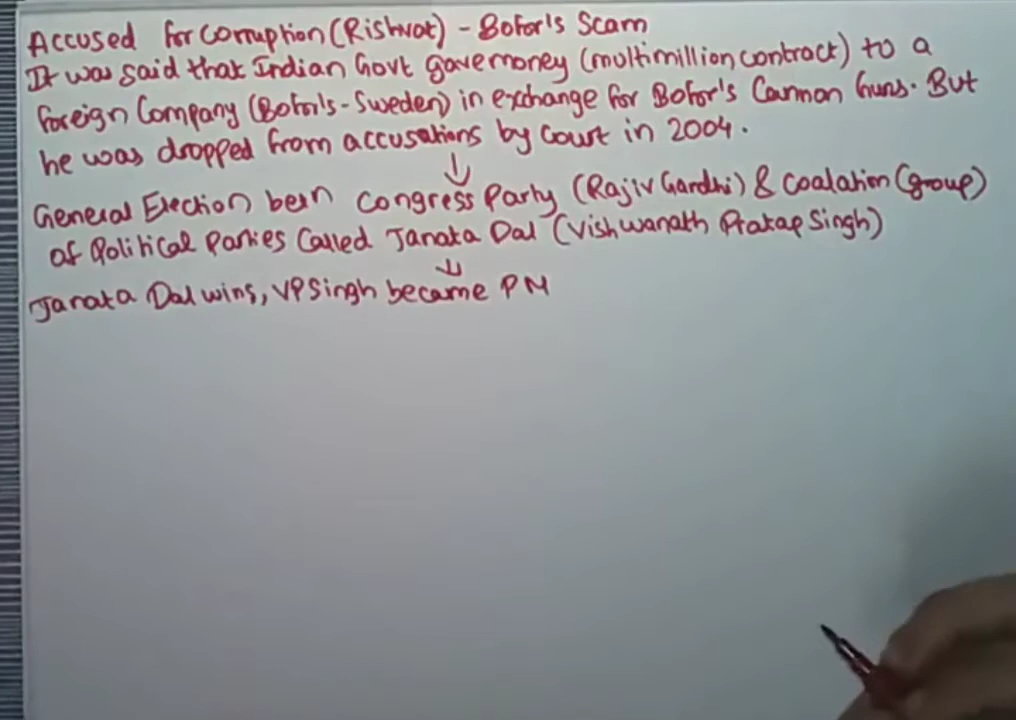 Accused for Corruption (Rishvat) - Bofor's Scam
It was said that Indian Govt gave money (multimillion contract) to a
foreign Company (Bofor's - Sweden) in exchange for Bofor's Cannon Guns. But
he was dropped from accusations by Court in 2004.
↓
General Election betn Congress Party (Rajiv Gandhi) & Coalation (group)
of Political Parties Called Janata Dal (Vishwanath Pratap Singh)
↓
Janata Dal wins, VP Singh became PM